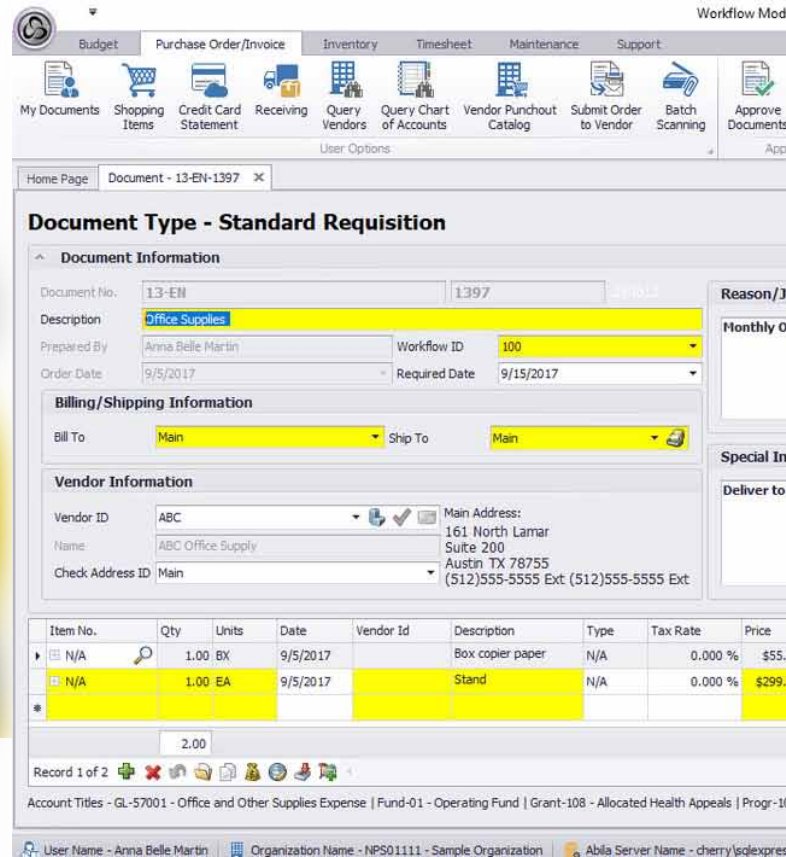 Workflow Mod
Budget Purchase Order/Invoice Inventory Timesheet Maintenance Support
My Documents Shopping Items Credit Card Statement Receiving Query Vendors Query Chart of Accounts Vendor Punchout Catalog Submit Order to Vendor Batch Scanning Approve Documents
User Options App
Home Page Document - 13-EN-1397
Document Type - Standard Requisition
Document Information
Document No. 13-EN 1397 Reason/J
Description Office Supplies Monthly O
Prepared By Anna Belle Martin Workflow ID 100
Order Date 9/5/2017 Required Date 9/15/2017
Billing/Shipping Information
Bill To Main Ship To Main
Special In
Vendor Information Deliver to
Vendor ID ABC Main Address:
161 North Lamar
Name ABC Office Supply Suite 200
Austin TX 78755
Check Address ID Main (512)555-5555 Ext (512)555-5555 Ext
Item No. Qty Units Date Vendor Id Description Type Tax Rate Price
N/A 1.00 BX 9/5/2017 Box copier paper N/A 0.000 % $55.
N/A 1.00 EA 9/5/2017 Stand N/A 0.000 % $299.
2.00
Record 1 of 2
Account Titles - GL-57001 - Office and Other Supplies Expense | Fund-01 - Operating Fund | Grant-108 - Allocated Health Appeals | Progr-10
User Name - Anna Belle Martin Organization Name - NPS01111 - Sample Organization Abila Server Name - cherry\sqlexpres